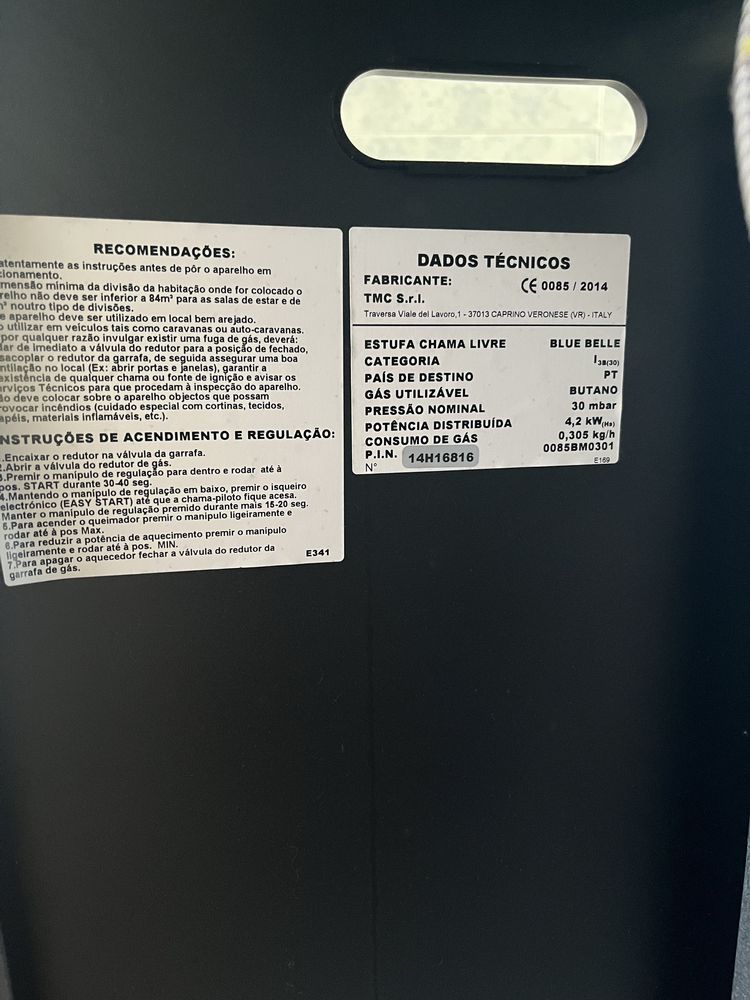 RECOMENDAÇÕES:
atentamente as instruções antes de pôr o aparelho em
cionamento.
mensão mínima da divisão da habitação onde for colocado o
relho não deve ser inferior a 84m³ para as salas de estar e de
m³ noutro tipo de divisões.
e aparelho deve ser utilizado em local bem arejado.
o utilizar em veículos tais como caravanas ou auto-caravanas.
por qualquer razão invulgar existir uma fuga de gás, deverá:
dar de imediato a válvula do redutor para a posição de fechado,
sacoplar o redutor da garrafa, de seguida assegurar uma boa
ntilação no local (Ex: abrir portas e janelas), garantir a
existência de qualquer chama ou fonte de ignição e avisar os
rviços Técnicos para que procedam à inspecção do aparelho.
ão deve colocar sobre o aparelho objectos que possam
rovocar incêndios (cuidado especial com cortinas, tecidos,
apéis, materiais inflamáveis, etc.).
NSTRUÇÕES DE ACENDIMENTO E REGULAÇÃO:
.Encaixar o redutor na válvula da garrafa.
2.Abrir a válvula do redutor de gás.
3.Premir o manipulo de regulação para dentro e rodar até à
pos. START durante 30-40 seg.
4.Mantendo o manipulo de regulação em baixo, premir o isqueiro
electrónico (EASY START) até que a chama-piloto fique acesa.
Manter o manipulo de regulação premido durante mais 15-20 seg.
5.Para acender o queimador premir o manipulo ligeiramente e
rodar até à pos Max.
6.Para reduzir a potência de aquecimento premir o manipulo
ligeiramente e rodar até à pos. MIN.
7.Para apagar o aquecedor fechar a válvula do redutor da
garrafa de gás.
E341
DADOS TÉCNICOS
FABRICANTE: CE 0085 / 2014
TMC S.r.l.
Traversa Viale del Lavoro,1 - 37013 CAPRINO VERONESE (VR) - ITALY
ESTUFA CHAMA LIVRE BLUE BELLE
CATEGORIA I3B(30)
PAÍS DE DESTINO PT
GÁS UTILIZÁVEL BUTANO
PRESSÃO NOMINAL 30 mbar
POTÊNCIA DISTRIBUÍDA 4,2 kW(Hs)
CONSUMO DE GÁS 0,305 kg/h
P.I.N. 0085BM0301
Nº 14H16816 E169